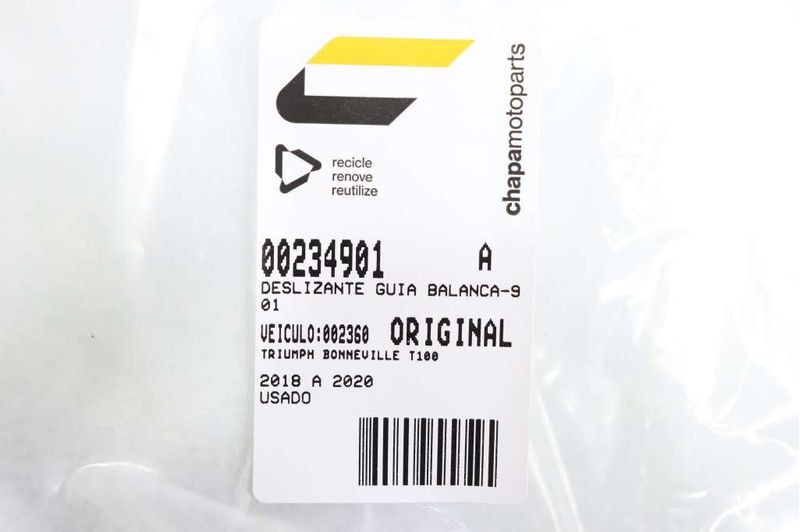 chapamotoparts
recicle
renove
reutilize
00234901 A
DESLIZANTE GUIA BALANCA-9
01
VEICULO:002360 ORIGINAL
TRIUMPH BONNEVILLE T100
2018 A 2020
USADO